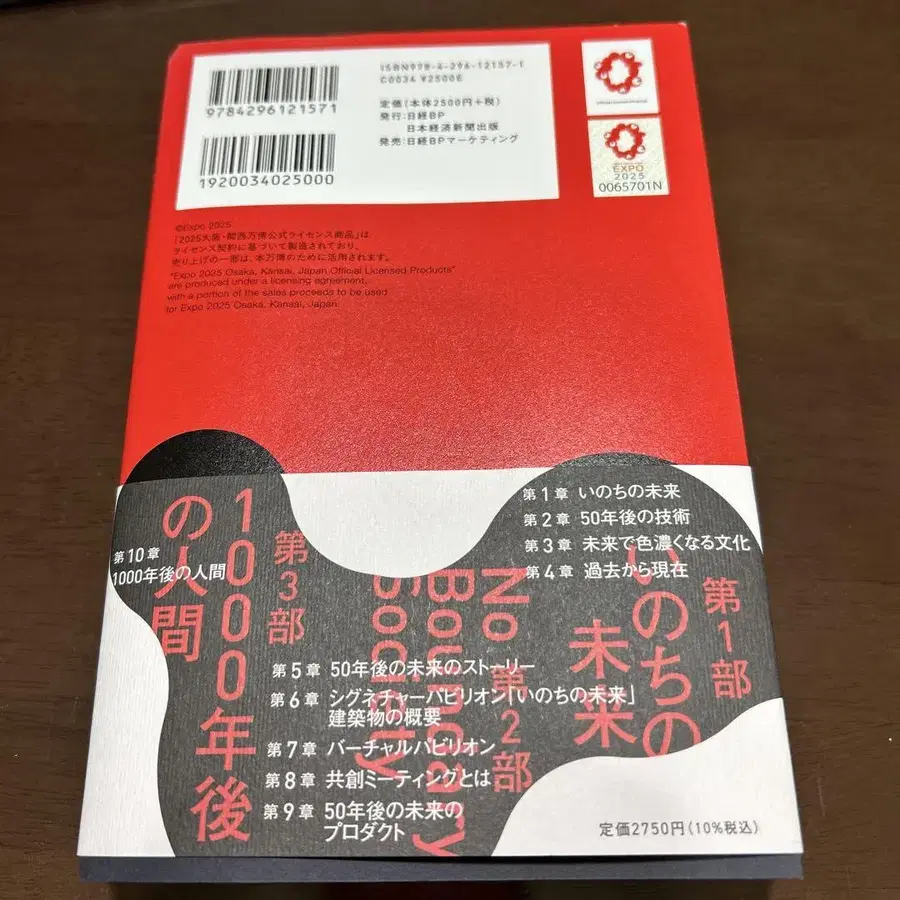 ISBN978-4-296-12157-1
C0034 ¥2500E
9784296121571
1920034025000
定価(本体2500円+税)
発行:日経BP
日本経済新聞出版
発売:日経BPマーケティング
EXPO
2025
0065701N
©Expo 2025
「2025大阪・関西万博公式ライセンス商品」は、
ライセンス契約に基づいて製造されており、
売り上げの一部は、本万博のために活用されます。
"Expo 2025 Osaka, Kansai, Japan Official Licensed Products"
are produced under a licensing agreement,
with a portion of the sales proceeds to be used
for Expo 2025 Osaka, Kansai, Japan.
第1部
いのちの
未来
第1章 いのちの未来
第2章 50年後の技術
第3章 未来で色濃くなる文化
第4章 過去から現在
第2部
No
Boundary
Society
第5章 50年後の未来のストーリー
第6章 シグネチャーパビリオン「いのちの未来」
建築物の概要
第7章 バーチャルパビリオン
第8章 共創ミーティングとは
第9章 50年後の未来の
プロダクト
第3部
1000年後
の人間
第10章
1000年後の人間
定価2750円(10%税込)